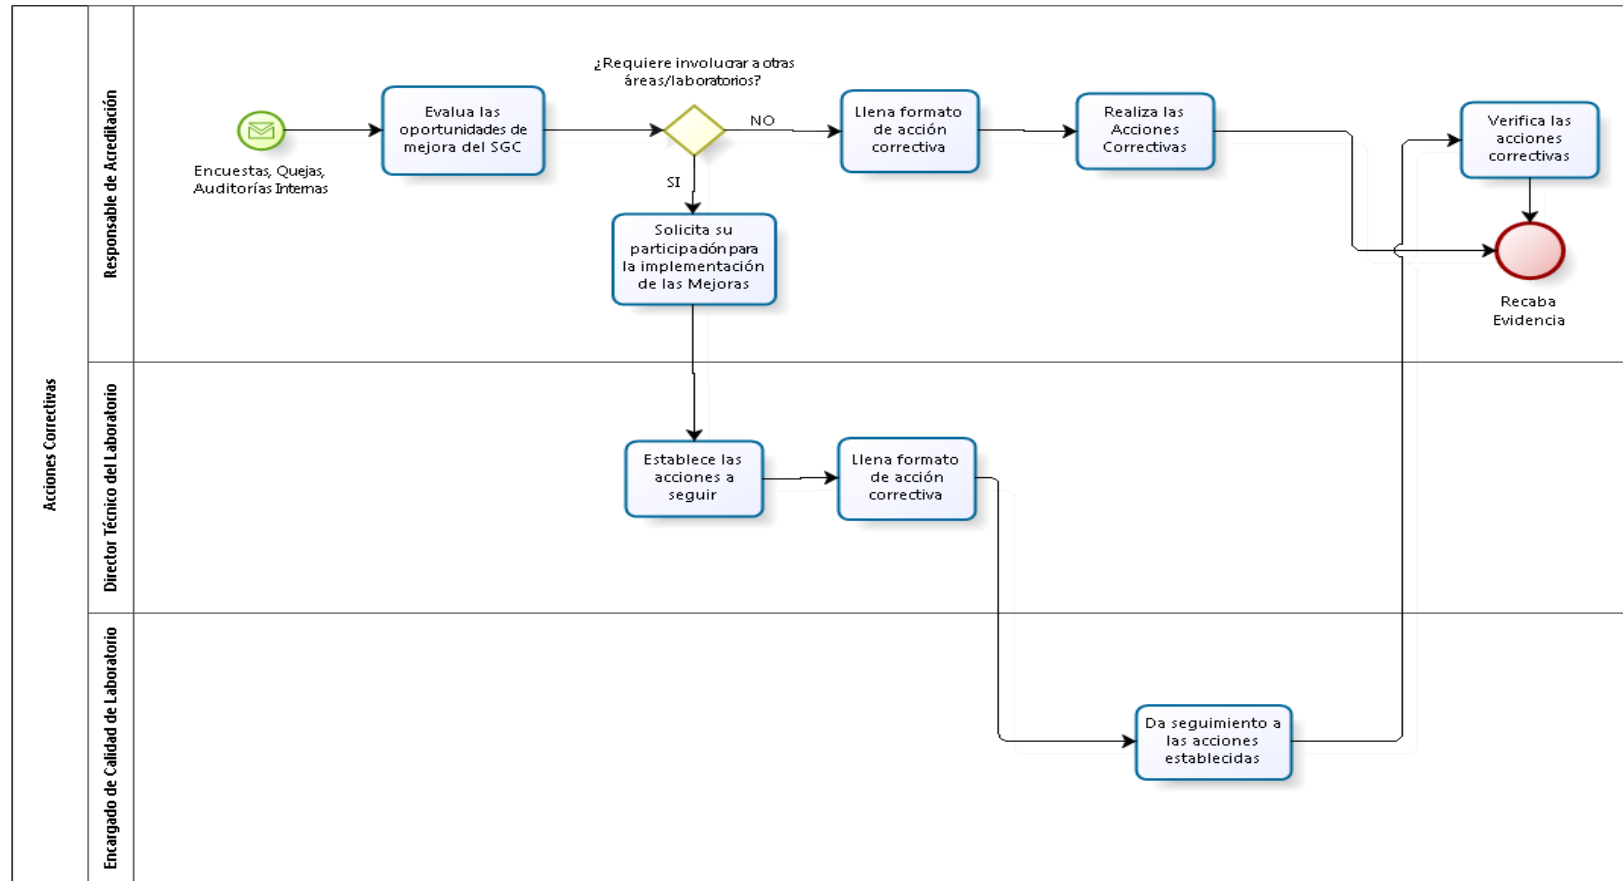 Acciones Correctivas
Responsable de Acreditación
Encuestas, Quejas,
Auditorías Internas
Evalua las
oportunidades de
mejora del SGC
¿Requiere involucrar a otras
áreas/laboratorios?
NO
SI
Llena formato
de acción
correctiva
Realiza las
Acciones
Correctivas
Verifica las
acciones
correctivas
Solicita su
participación para
la implementación
de las Mejoras
Recaba
Evidencia
Director Técnico del Laboratorio
Establece las
acciones a
seguir
Llena formato
de acción
correctiva
Encargado de Calidad de Laboratorio
Da seguimiento a
las acciones
establecidas